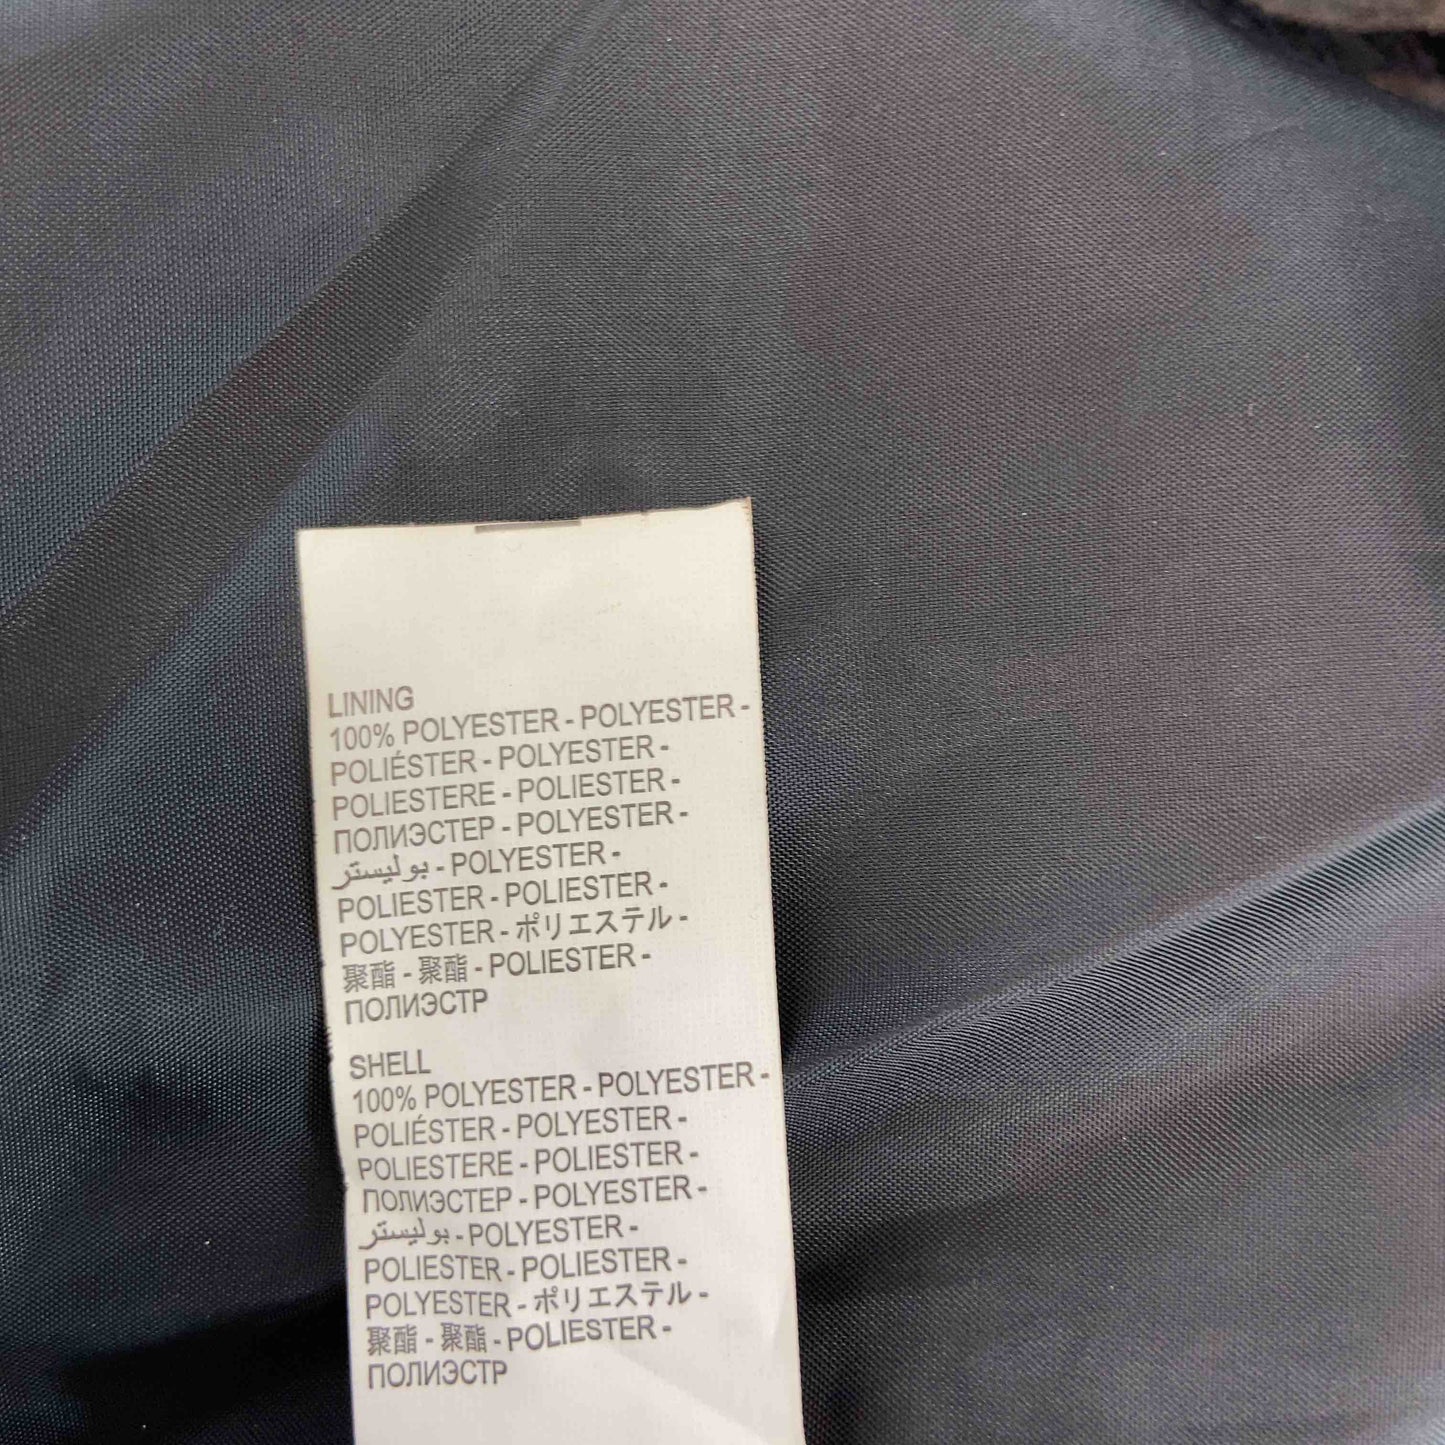 LINING
100% POLYESTER - POLYESTER -
POLIÉSTER - POLYESTER -
POLIESTERE - POLIESTER -
ПОЛИЭСТЕР - POLYESTER -
بوليستر - POLYESTER -
POLIESTER - POLIESTER -
POLYESTER - ポリエステル -
聚酯 - 聚酯 - POLIESTER -
ПОЛИЭСТР
SHELL
100% POLYESTER - POLYESTER -
POLIÉSTER - POLYESTER -
POLIESTERE - POLIESTER -
ПОЛИЭСТЕР - POLYESTER -
بوليستر - POLYESTER -
POLIESTER - POLIESTER -
POLYESTER - ポリエステル -
聚酯 - 聚酯 - POLIESTER -
ПОЛИЭСТР